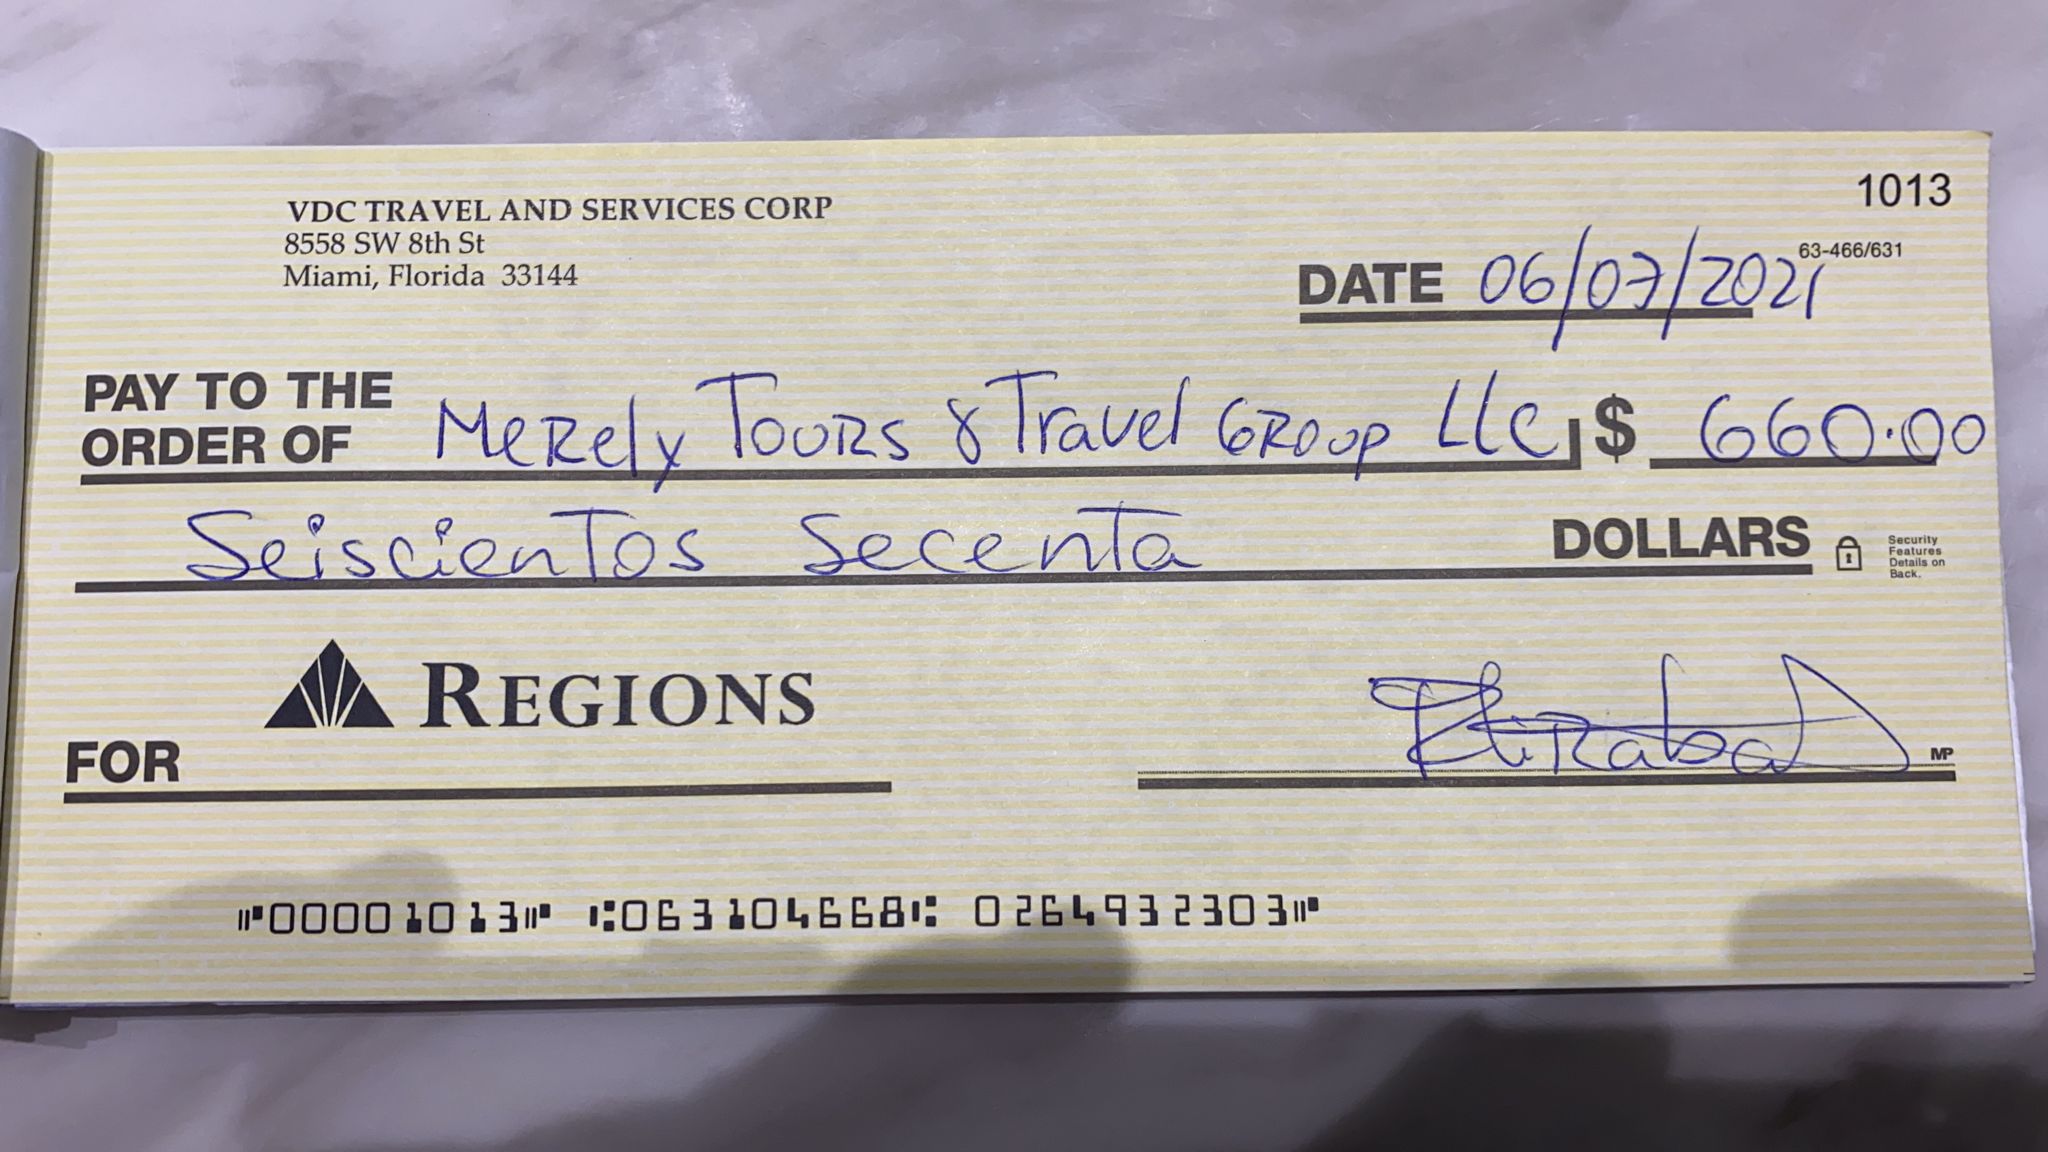 1013
VDC TRAVEL AND SERVICES CORP
8558 SW 8th St
Miami, Florida 33144
63-466/631
DATE 06/07/2021
PAY TO THE
ORDER OF Merely Tours & Travel Group LLC $ 660.00
Seiscientos Secenta DOLLARS
Security
Features
Details on
Back.
REGIONS
FOR
MP
⑈00001013⑈ ⑆063104668⑆ 0264932303⑈